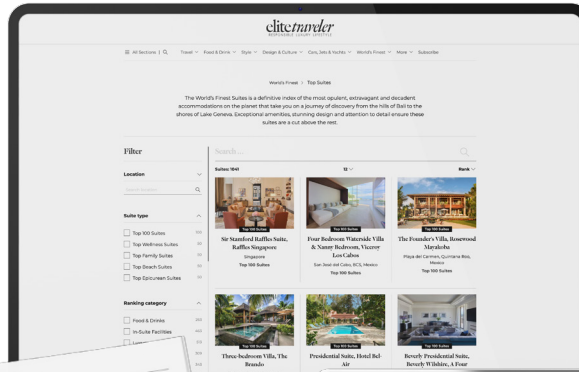 elite traveler
RESPONSIBLE LUXURY LIFESTYLE
All Sections |
Travel Food & Drink Style Design & Culture Cars, Jets & Yachts World's Finest More Subscribe
World's Finest Top Suites
The World's Finest Suites is a definitive index of the most opulent, extravagant and decadent
accommodations on the planet that take you on a journey of discovery from the hills of Bali to the
shores of Lake Geneva. Exceptional amenities, stunning design and attention to detail ensure these
suites are a cut above the rest.
Filter
Location
Suite type
Top 100 Suites
Top Wellness Suites
Top Family Suites
Top Beach Suites
Top Epicurean Suites
Ranking category
Food & Drinks
In-Suite Facilities
Search...
Suites: 1841
12
Rank
Top 100 Suites
Sir Stamford Raffles Suite,
Raffles Singapore
Singapore
Top 100 Suites
Top 100 Suites
Four Bedroom Waterside Villa
& Nanny Bedroom, Viceroy
Los Cabos
San José del Cabo, BCS, Mexico
Top 100 Suites
Top 100 Suites
The Founder's Villa, Rosewood
Mayakoba
Playa del Carmen, Quintana Roo,
Mexico
Top 100 Suites
Top 100 Suites
Three-bedroom Villa, The
Brando
Top 100 Suites
Presidential Suite, Hotel Bel-
Air
Top 100 Suites
Beverly Presidential Suite,
Beverly Wilshire, A Four